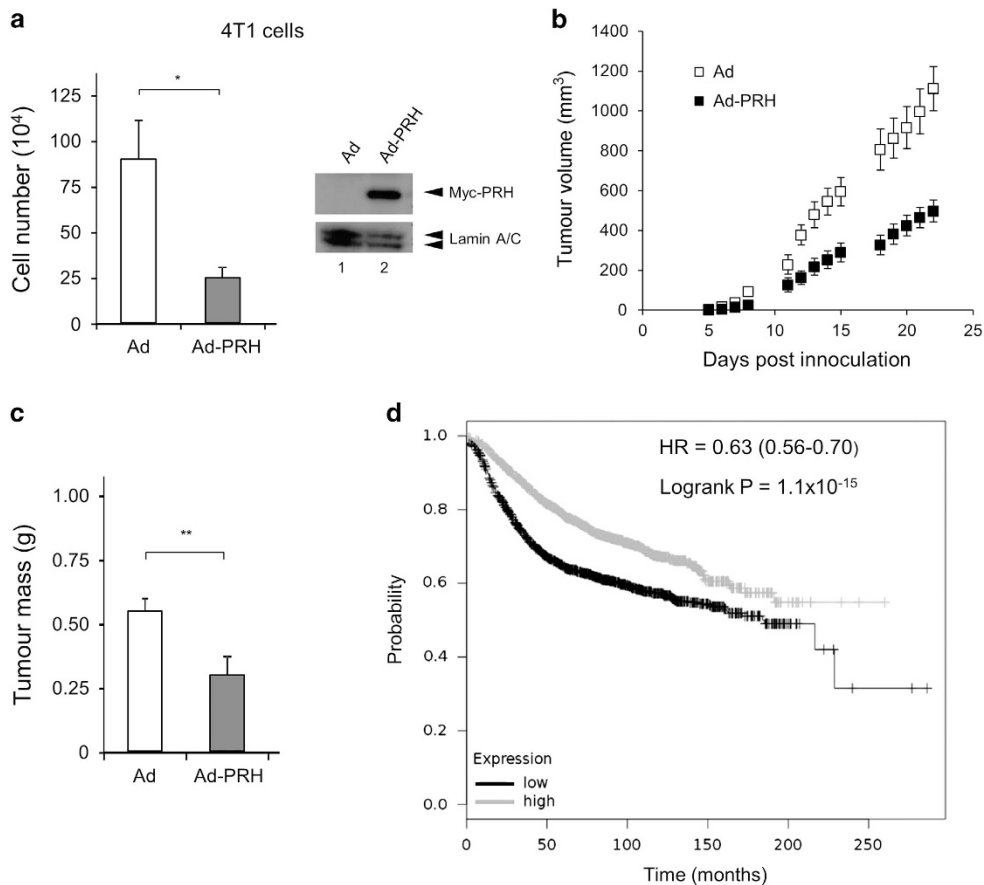 a
4T1 cells
Cell number (10⁴)
125
100
75
50
25
0
*
Ad
Ad-PRH
Ad
Ad-PRH
Myc-PRH
Lamin A/C
1
2
b
Tumour volume (mm³)
1400
1200
1000
800
600
400
200
0
Ad
Ad-PRH
0
5
10
15
20
25
Days post innoculation
c
Tumour mass (g)
1.00
0.75
0.50
0.25
0
**
Ad
Ad-PRH
d
Probability
1.0
0.8
0.6
0.4
0.2
0.0
HR = 0.63 (0.56-0.70)
Logrank P = 1.1x10⁻¹⁵
Expression
low
high
0
50
100
150
200
250
Time (months)